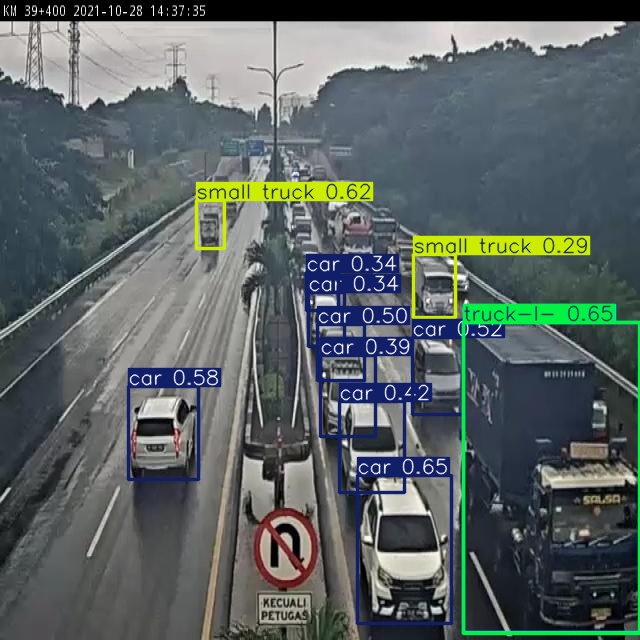 KM 39+400 2021-10-28 14:37:35
small truck 0.62
small truck 0.29
car 0.34
car 0.34
car 0.50
truck-l- 0.65
car 0.52
car 0.39
car 0.58
car 0.42
car 0.65
SALSA
KECUALI
PETUGAS